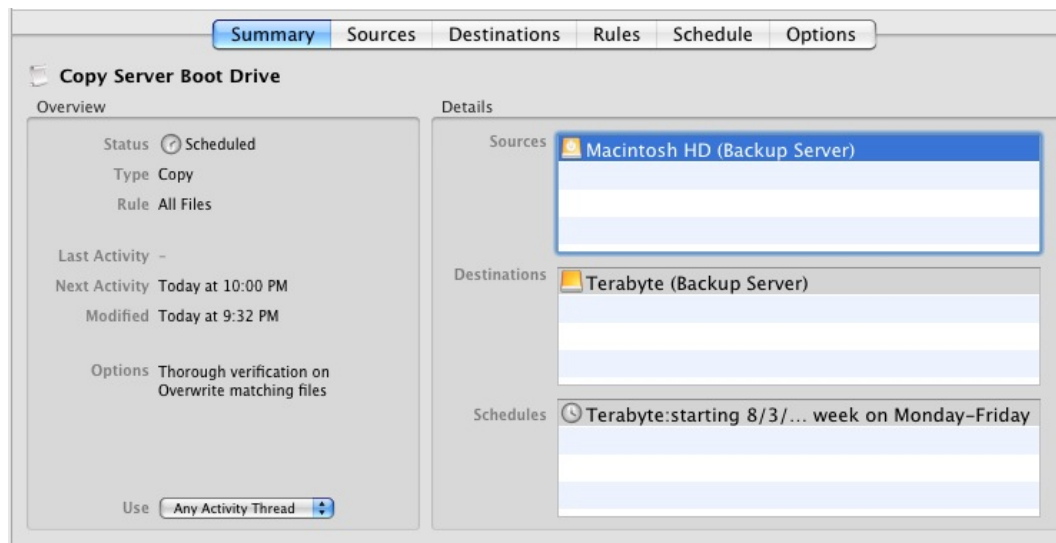 Summary Sources Destinations Rules Schedule Options
Copy Server Boot Drive
Overview
Status Scheduled
Type Copy
Rule All Files
Last Activity -
Next Activity Today at 10:00 PM
Modified Today at 9:32 PM
Options Thorough verification on
Overwrite matching files
Use Any Activity Thread
Details
Sources Macintosh HD (Backup Server)
Destinations Terabyte (Backup Server)
Schedules Terabyte:starting 8/3/... week on Monday–Friday